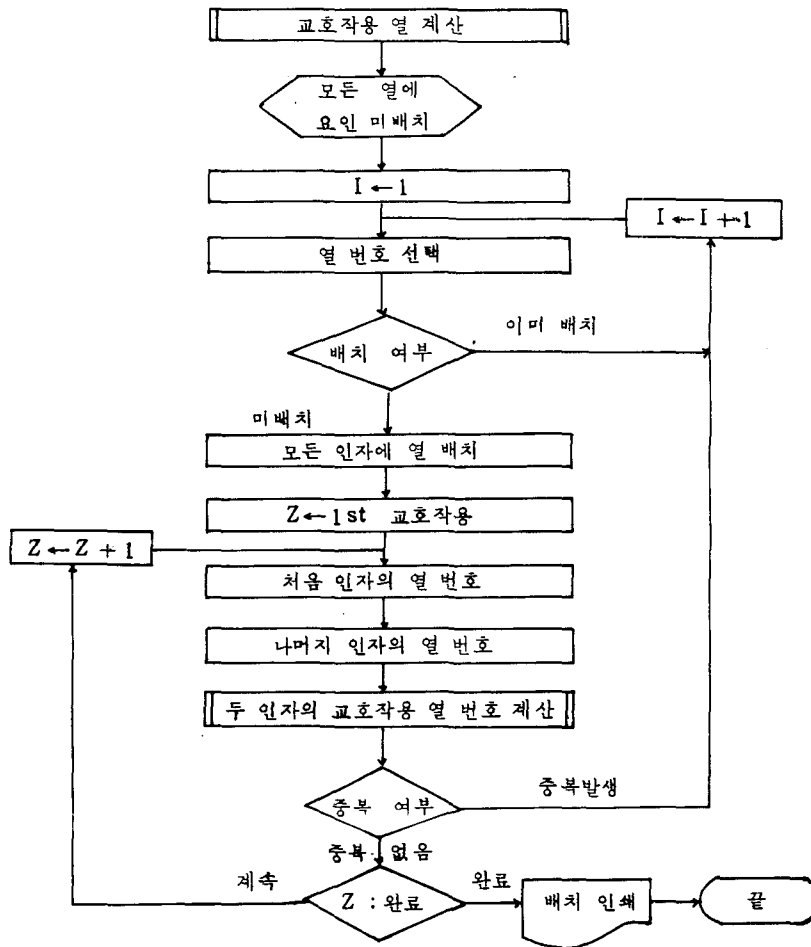 교호작용 열 계산
모든 열에
요인 미배치
I ← 1
I ← I + 1
열 번호 선택
이미 배치
배치 여부
미배치
모든 인자에 열 배치
Z ← 1 st 교호작용
Z ← Z + 1
처음 인자의 열 번호
나머지 인자의 열 번호
두 인자의 교호작용 열 번호 계산
중복발생
중복 여부
중복 없음
계속
Z : 완료
완료
배치 인쇄
끝